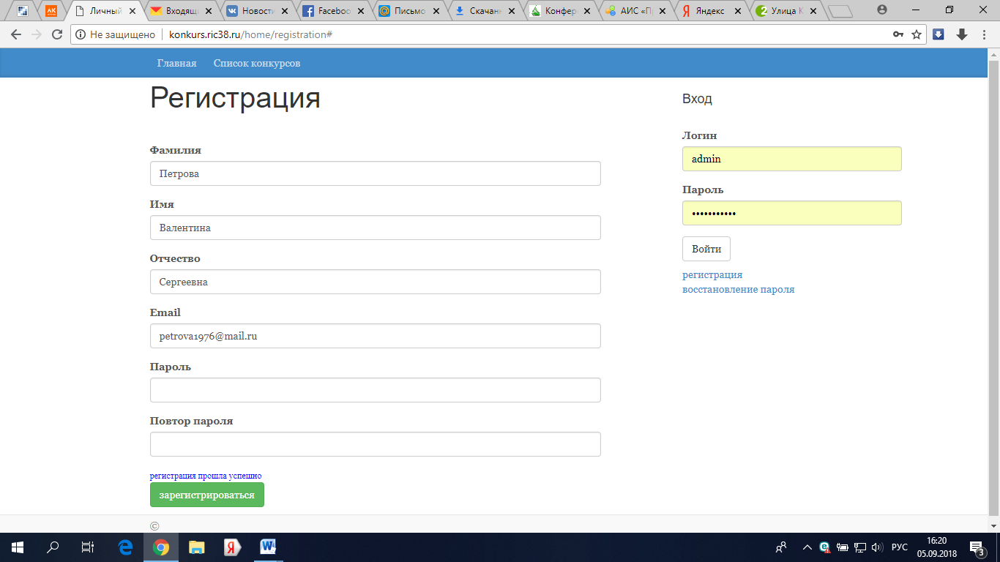 Личный
Входящ
Новости
Faceboo
Письмо
Скачанн
Конфер
АИС «П
Яндекс
Улица К
Не защищено
konkurs.ric38.ru/home/registration#
Главная
Список конкурсов
Регистрация
Фамилия
Петрова
Имя
Валентина
Отчество
Сергеевна
Email
petrova1976@mail.ru
Пароль
Повтор пароля
регистрация прошла успешно
зарегистрироваться
Вход
Логин
admin
Пароль
•••••••••••
Войти
регистрация
восстановление пароля
©
РУС
16:20
05.09.2018
3